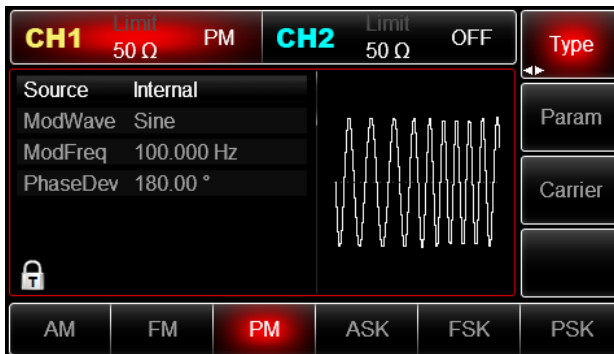 CH1 Limit 50 Ω PM CH2 Limit 50 Ω OFF Type
Source Internal
ModWave Sine
ModFreq 100.000 Hz
PhaseDev 180.00 °
Param
Carrier
T
AM FM PM ASK FSK PSK